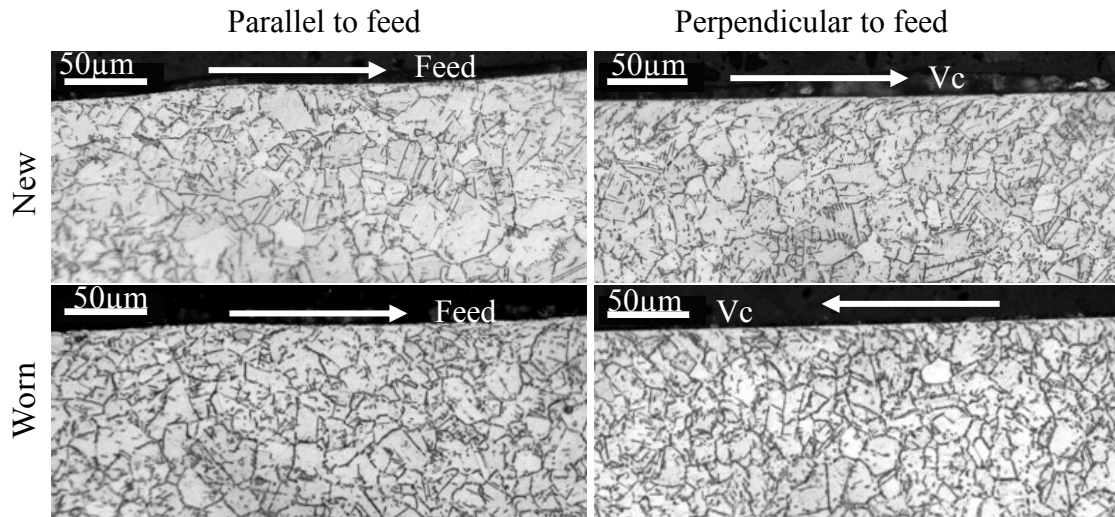 Parallel to feed
Perpendicular to feed
New
50µm
Feed
50µm
Vc
Worn
50µm
Feed
50µm
Vc